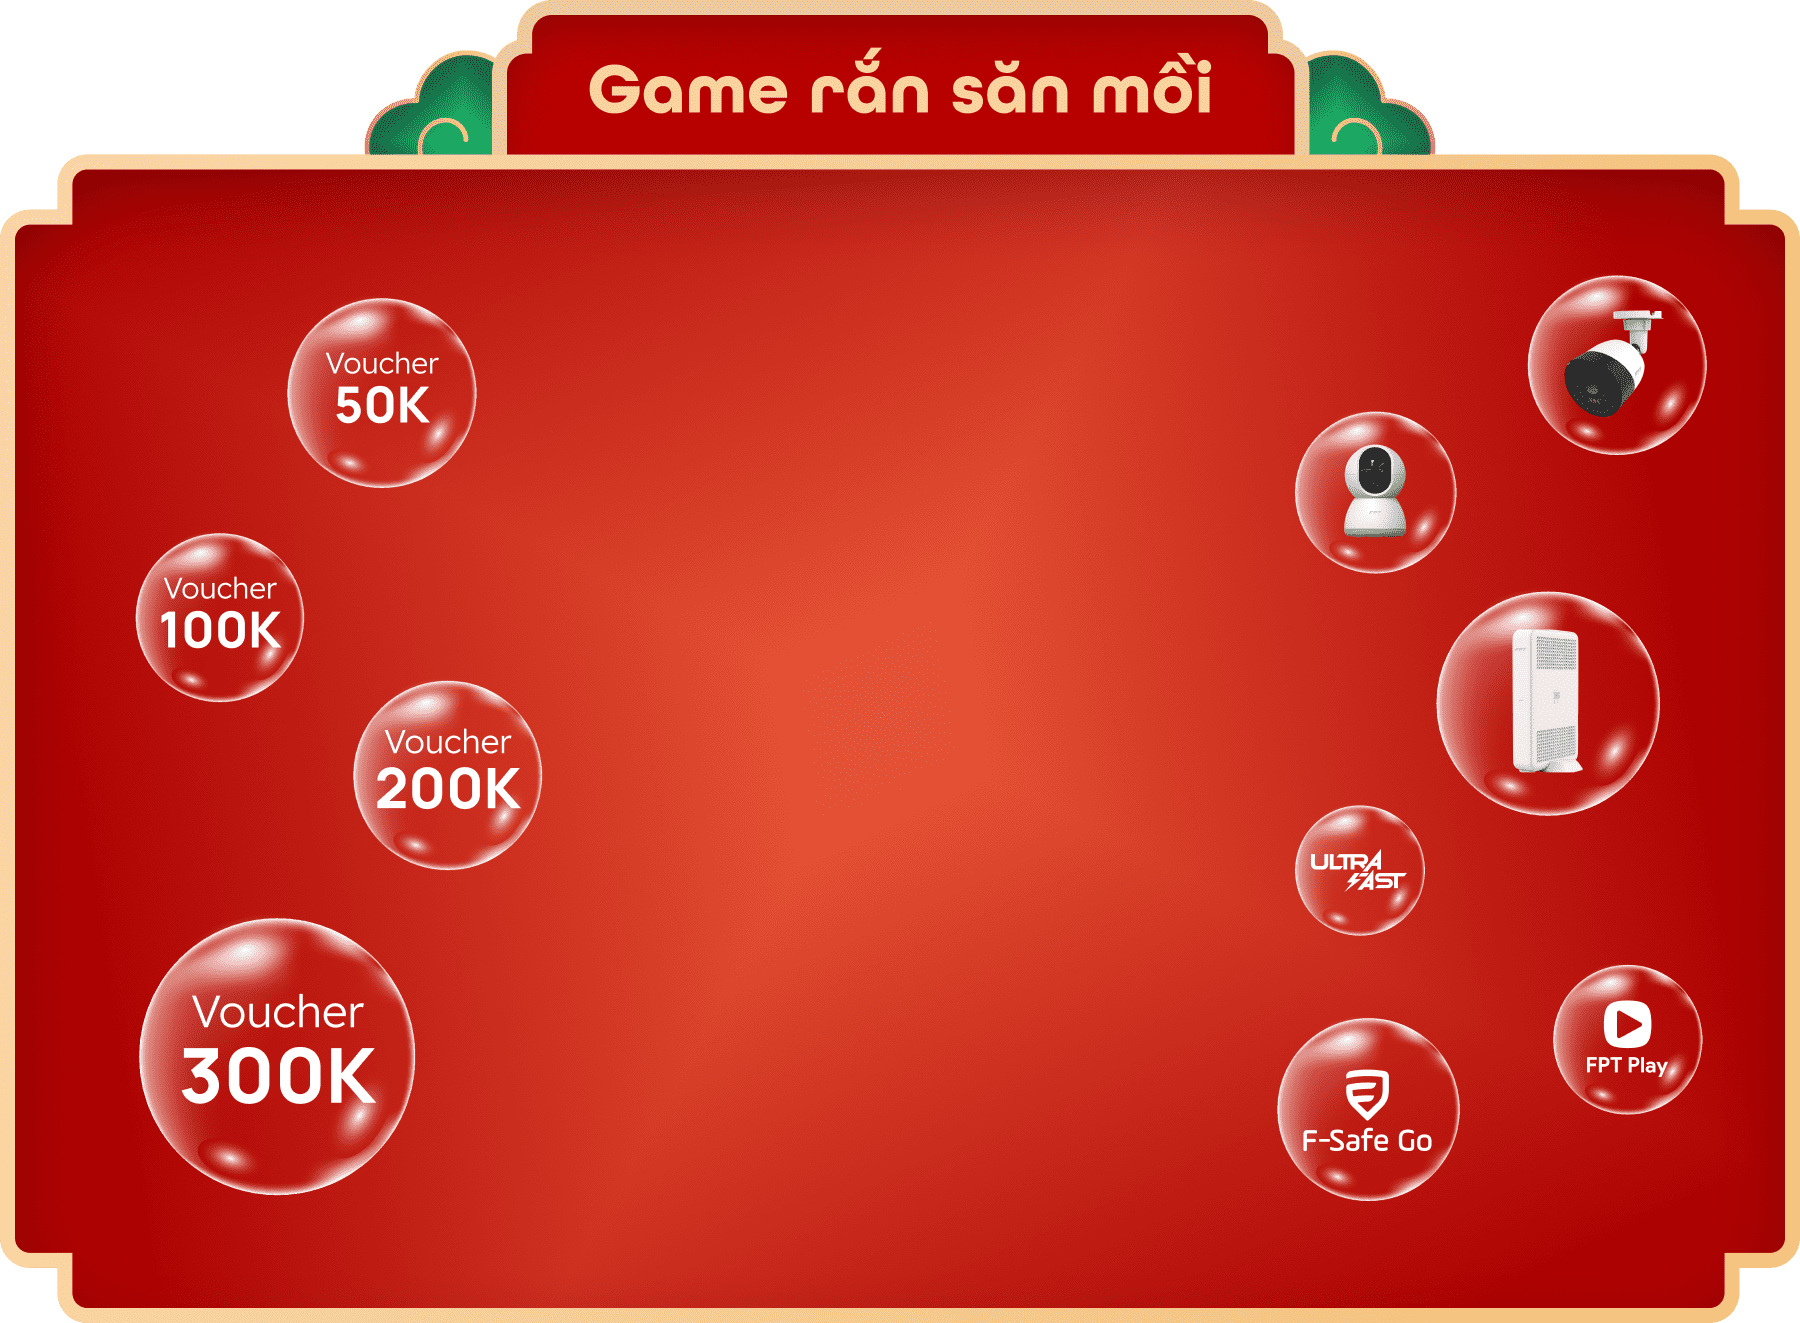 Game rắn săn mồi
Voucher
50K
Voucher
100K
Voucher
200K
Voucher
300K
ULTRA
FAST
FPT Play
F-Safe Go